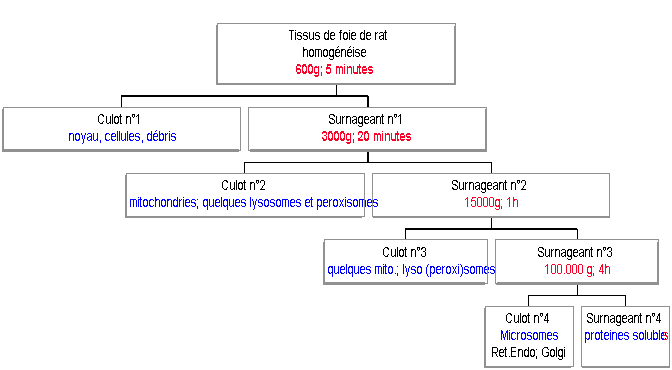 Tissus de foie de rat
homogénéise
600g; 5 minutes
Culot n°1
noyau, cellules, débris
Surnageant n°1
3000g; 20 minutes
Culot n°2
mitochondries; quelques lysosomes et peroxisomes
Surnageant n°2
15000g; 1h
Culot n°3
quelques mito.; lyso (peroxi)somes
Surnageant n°3
100.000 g; 4h
Culot n°4
Microsomes
Ret.Endo; Golgi
Surnageant n°4
proteines solubles